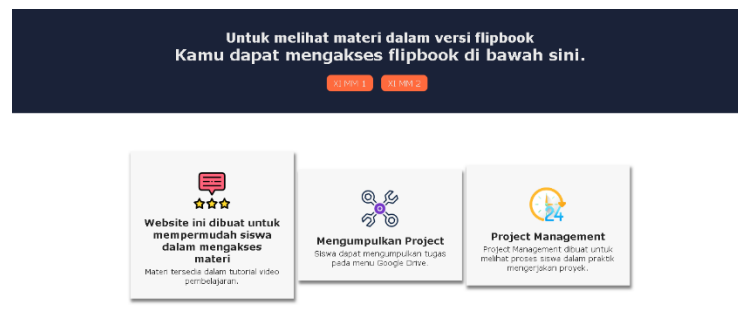 Untuk melihat materi dalam versi flipbook
Kamu dapat mengakses flipbook di bawah sini.
XI MM 1 XI MM 2
Website ini dibuat untuk
mempermudah siswa
dalam mengakses
materi
Materi tersedia dalam tutorial video
pembelajaran.
Mengumpulkan Project
Siswa dapat mengumpulkan tugas
pada menu Google Drive.
24
Project Management
Project Management dibuat untuk
melihat proses siswa dalam praktik
mengerjakan proyek.